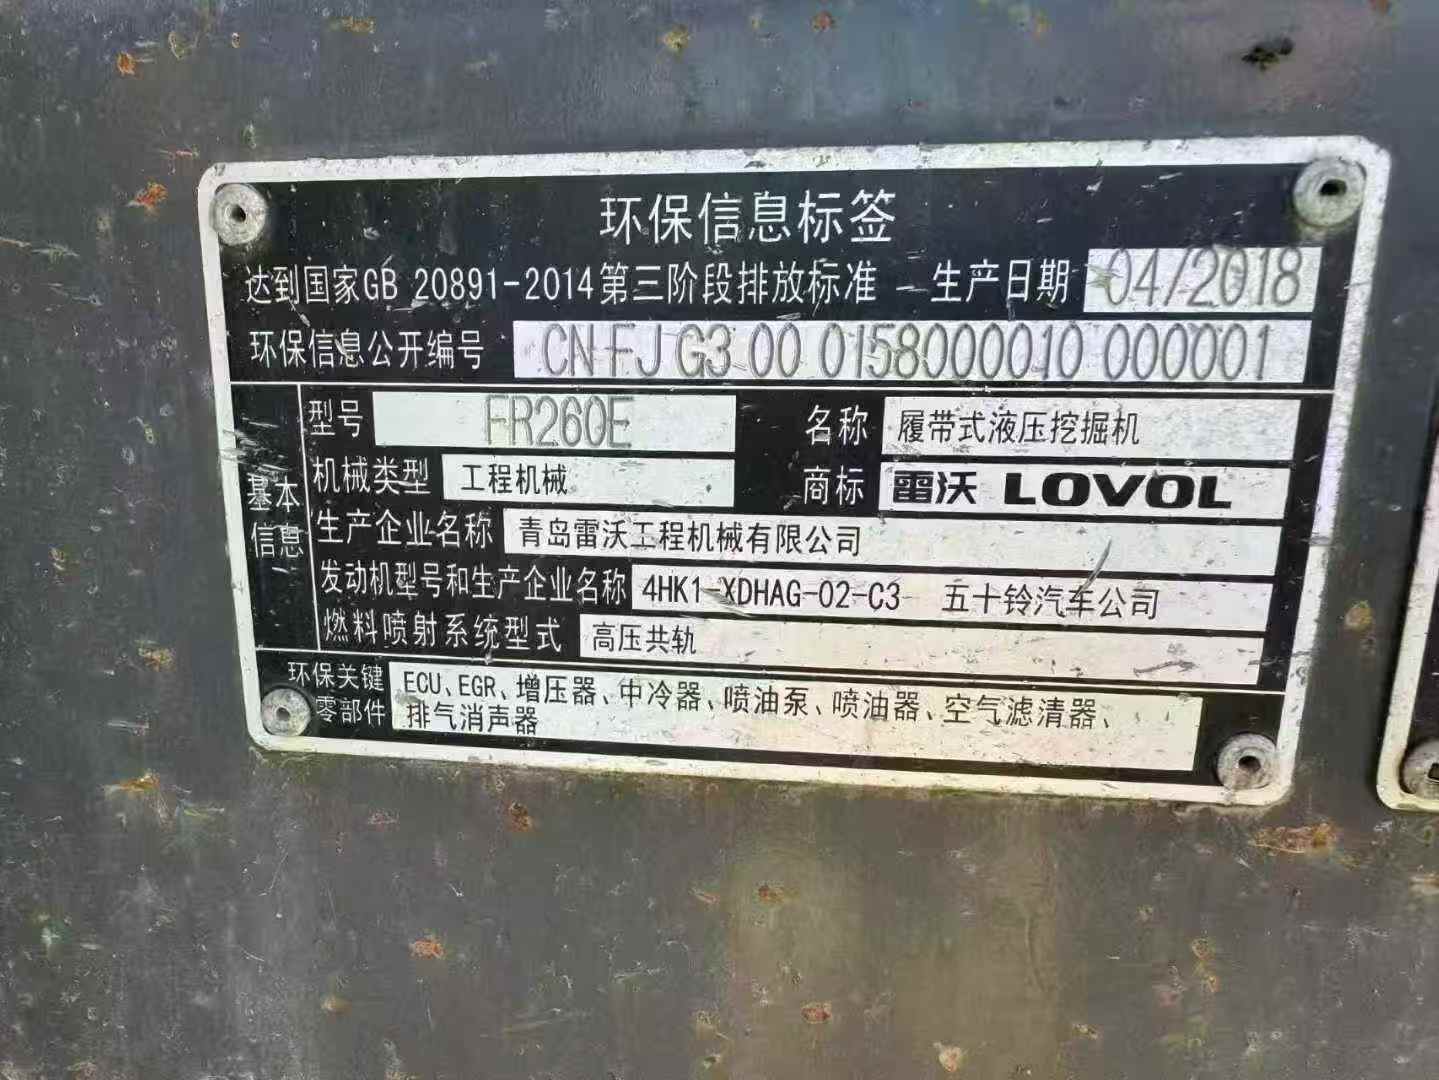 环保信息标签
达到国家GB 20891-2014第三阶段排放标准 生产日期 04/2018
环保信息公开编号 CN FJ G3 00 0158000010 000001
基本信息
型号 FR260E 名称 履带式液压挖掘机
机械类型 工程机械 商标 雷沃 LOVOL
生产企业名称 青岛雷沃工程机械有限公司
发动机型号和生产企业名称 4HK1-XDHAG-02-C3 五十铃汽车公司
燃料喷射系统型式 高压共轨
环保关键零部件 ECU、EGR、增压器、中冷器、喷油泵、喷油器、空气滤清器、
排气消声器